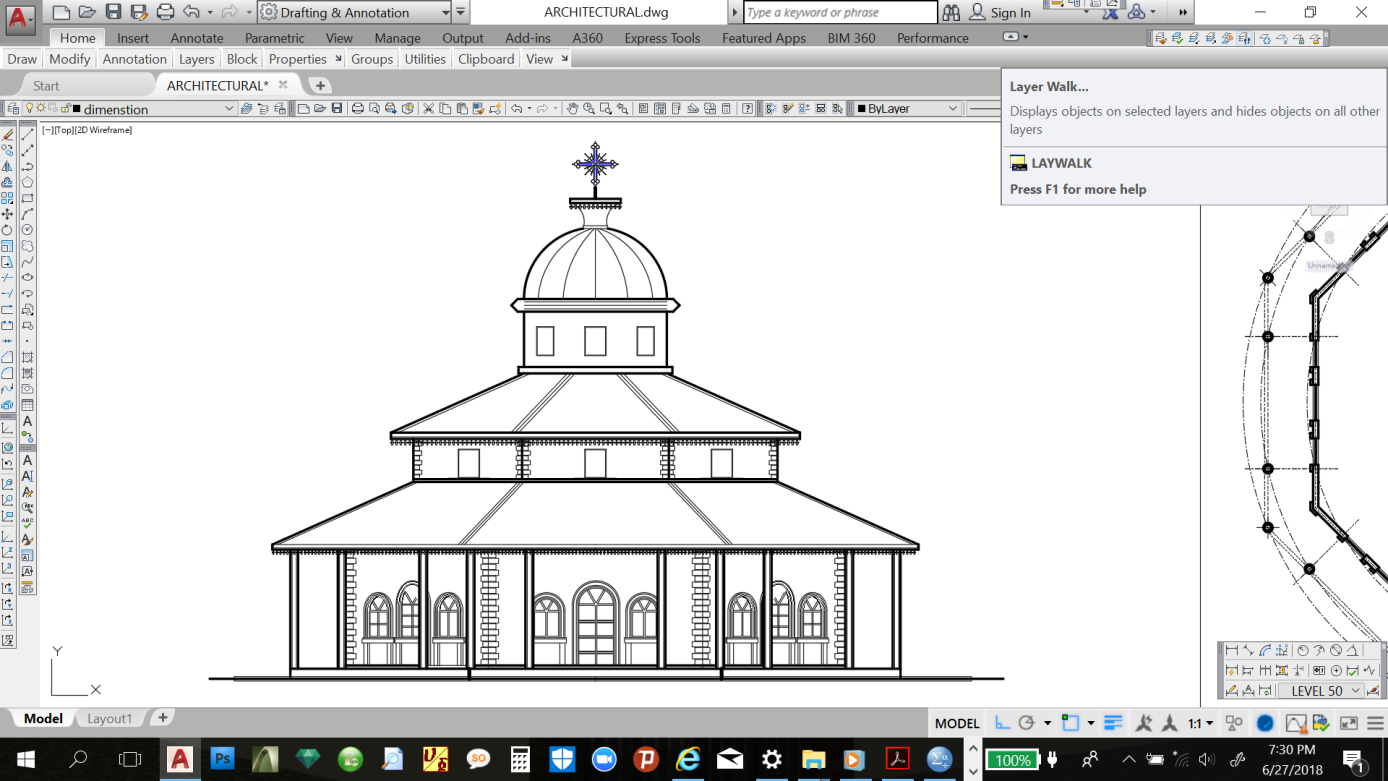 Drafting & Annotation
ARCHITECTURAL.dwg
Type a keyword or phrase
Sign In
Home Insert Annotate Parametric View Manage Output Add-ins A360 Express Tools Featured Apps BIM 360 Performance
Draw Modify Annotation Layers Block Properties Groups Utilities Clipboard View
Start ARCHITECTURAL*
dimenstion
ByLayer
[−][Top][2D Wireframe]
Layer Walk...
Displays objects on selected layers and hides objects on all other
layers
LAYWALK
Press F1 for more help
S
Y
X
LEVEL 50
Model Layout1
MODEL
1:1
100%
7:30 PM
6/27/2018
1